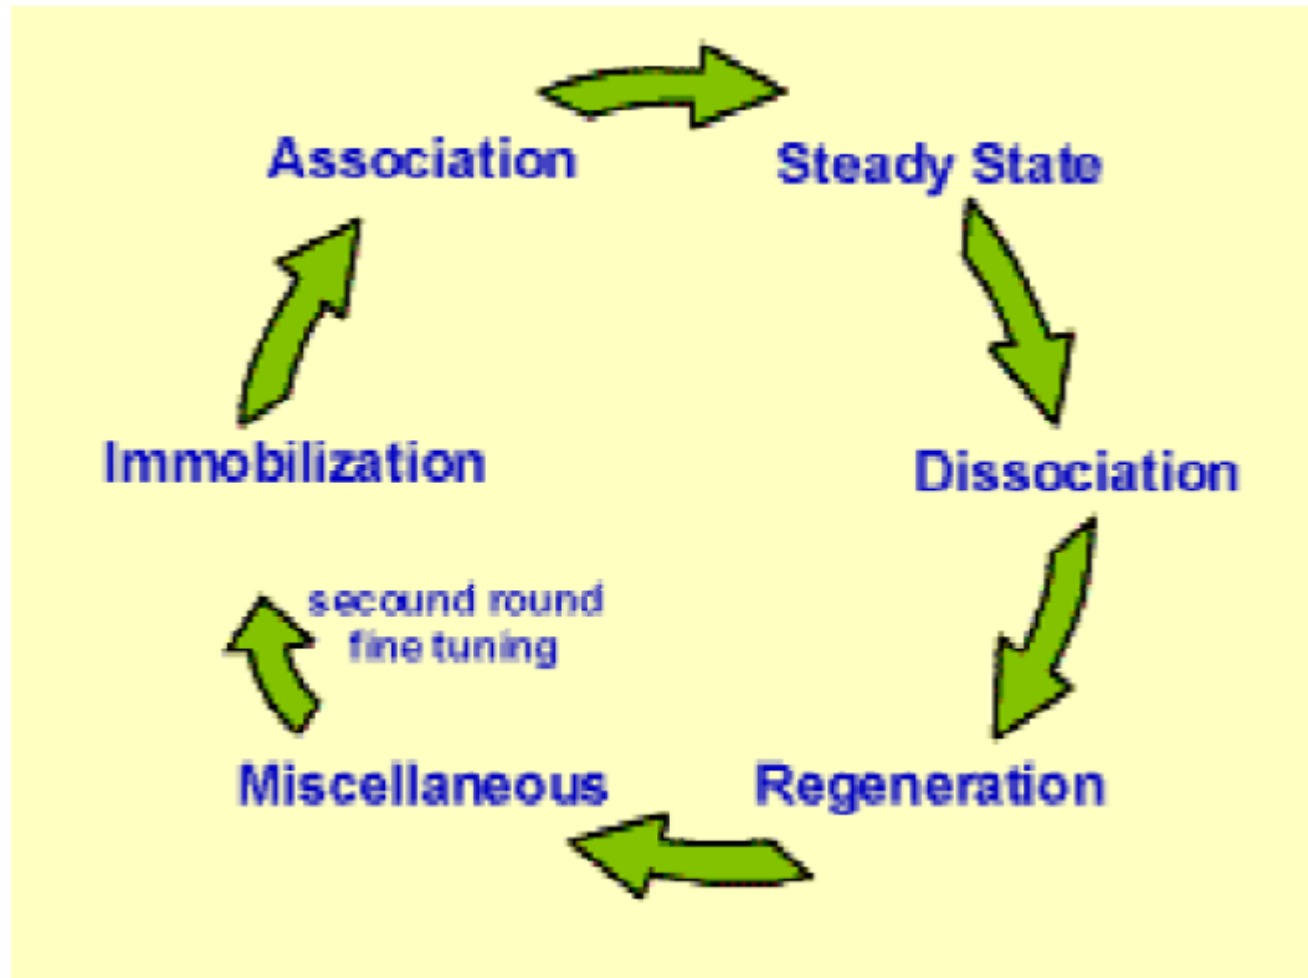 Association
Steady State
Immobilization
Dissociation
secound round
fine tuning
Miscellaneous
Regeneration